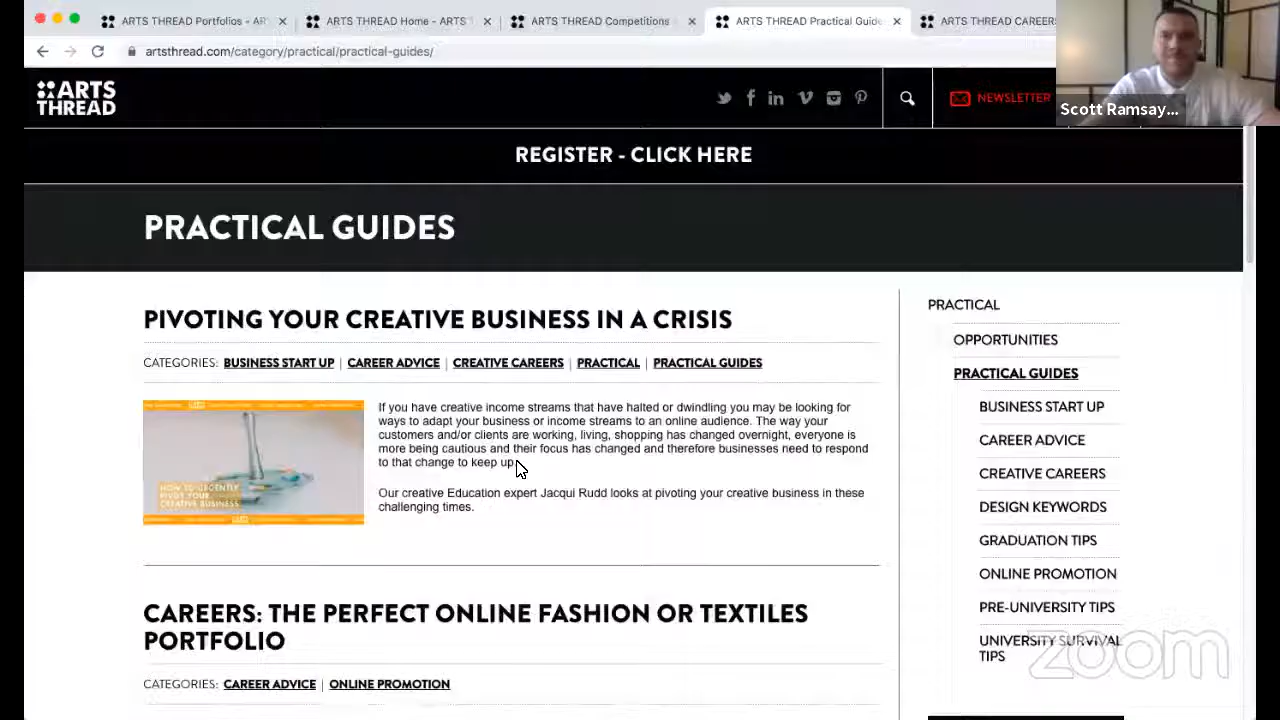 ARTS THREAD Portfolios - AR
ARTS THREAD Home - ARTS T
ARTS THREAD Competitions
ARTS THREAD Practical Guide
ARTS THREAD CAREERS
artsthread.com/category/practical/practical-guides/
ARTS
THREAD
NEWSLETTER
Scott Ramsay...
REGISTER - CLICK HERE
PRACTICAL GUIDES
PIVOTING YOUR CREATIVE BUSINESS IN A CRISIS
CATEGORIES: BUSINESS START UP | CAREER ADVICE | CREATIVE CAREERS | PRACTICAL | PRACTICAL GUIDES
HOW TO URGENTLY
PIVOT YOUR
CREATIVE BUSINESS
If you have creative income streams that have halted or dwindling you may be looking for
ways to adapt your business or income streams to an online audience. The way your
customers and/or clients are working, living, shopping has changed overnight, everyone is
more being cautious and their focus has changed and therefore businesses need to respond
to that change to keep up.
Our creative Education expert Jacqui Rudd looks at pivoting your creative business in these
challenging times.
CAREERS: THE PERFECT ONLINE FASHION OR TEXTILES
PORTFOLIO
CATEGORIES: CAREER ADVICE | ONLINE PROMOTION
PRACTICAL
OPPORTUNITIES
PRACTICAL GUIDES
BUSINESS START UP
CAREER ADVICE
CREATIVE CAREERS
DESIGN KEYWORDS
GRADUATION TIPS
ONLINE PROMOTION
PRE-UNIVERSITY TIPS
UNIVERSITY SURVIVAL
TIPS
zoom